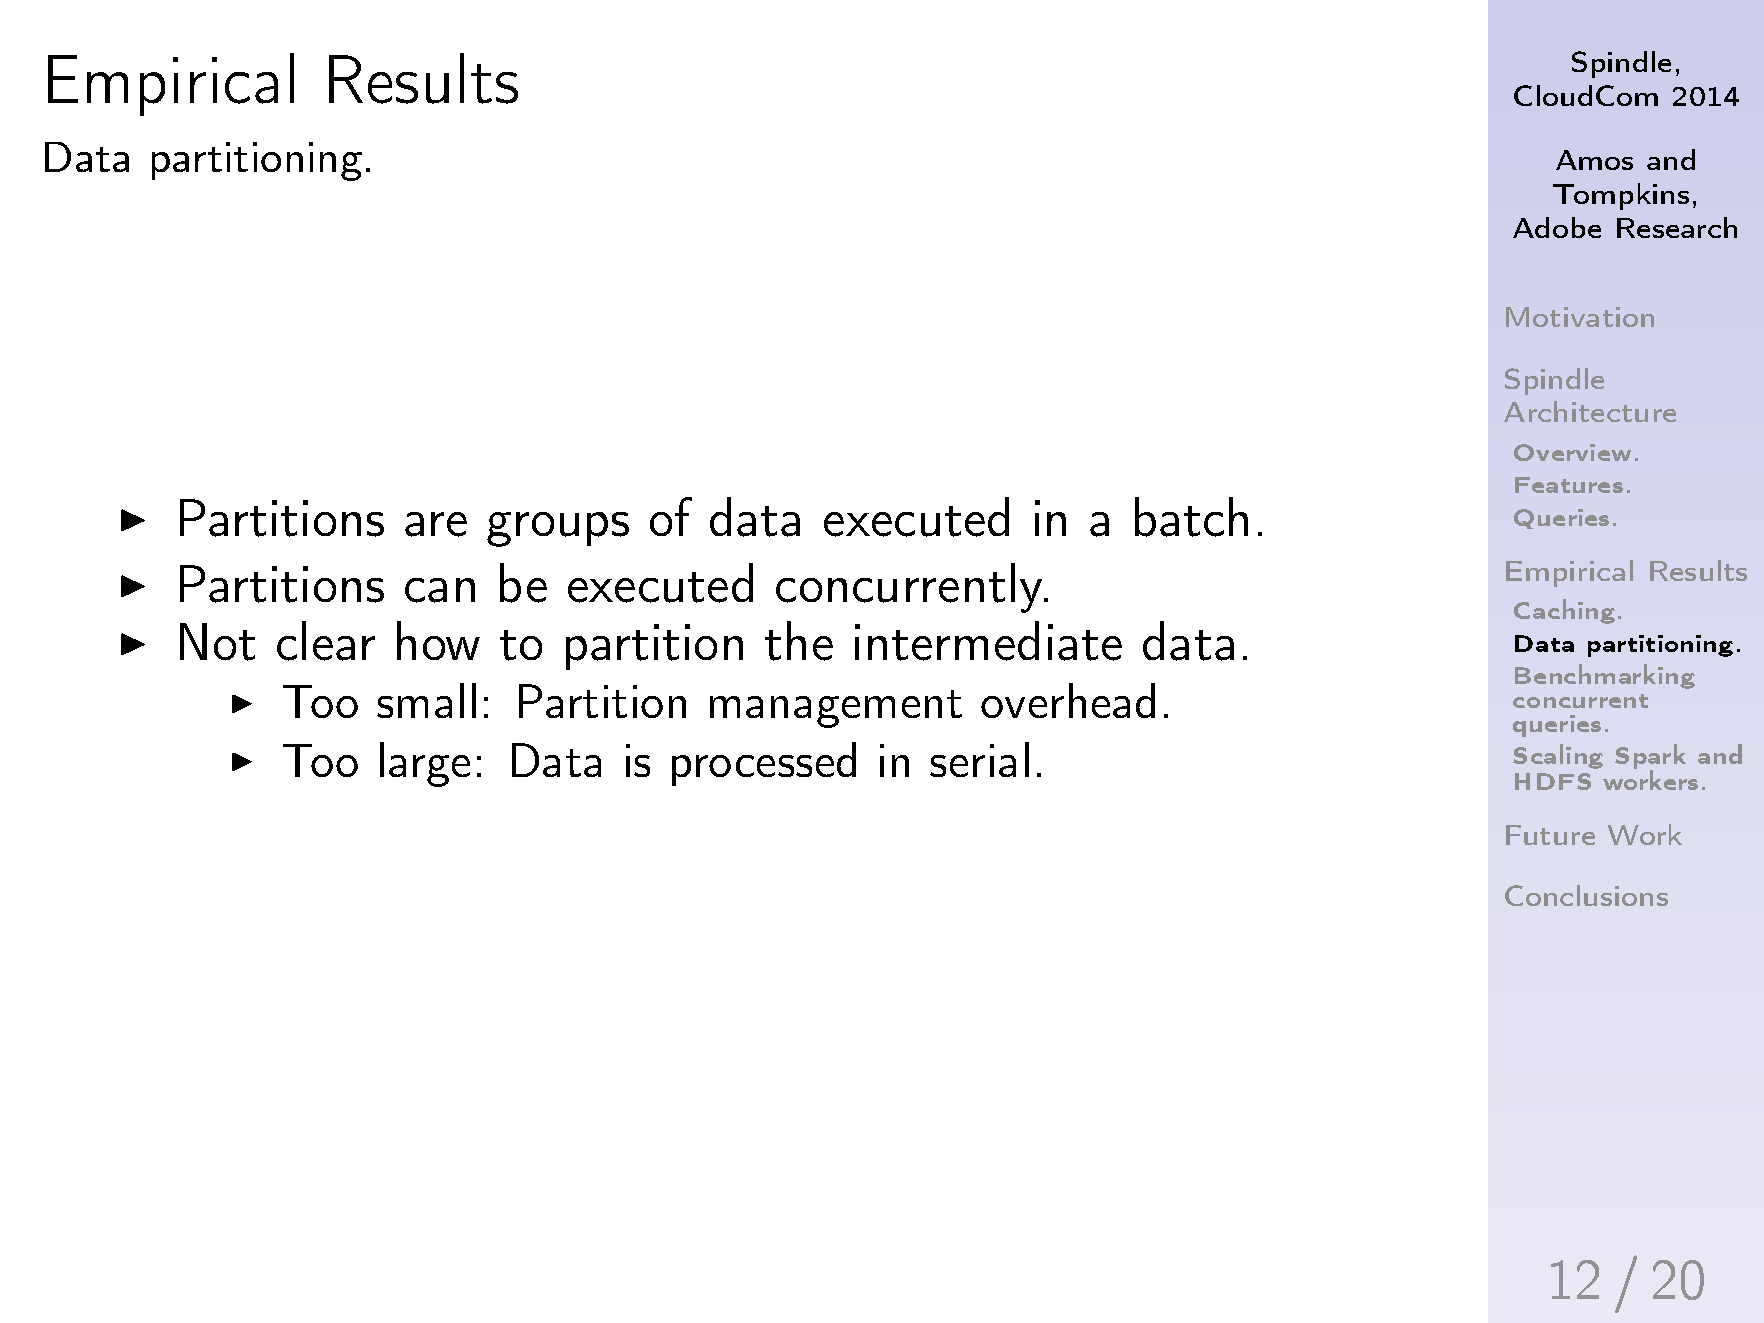 Empirical Results
Data partitioning.
Partitions are groups of data executed in a batch.
Partitions can be executed concurrently.
Not clear how to partition the intermediate data.
Too small: Partition management overhead.
Too large: Data is processed in serial.
Spindle,
CloudCom 2014
Amos and
Tompkins,
Adobe Research
Motivation
Spindle
Architecture
Overview.
Features.
Queries.
Empirical Results
Caching.
Data partitioning.
Benchmarking
concurrent
queries.
Scaling Spark and
HDFS workers.
Future Work
Conclusions
12 / 20